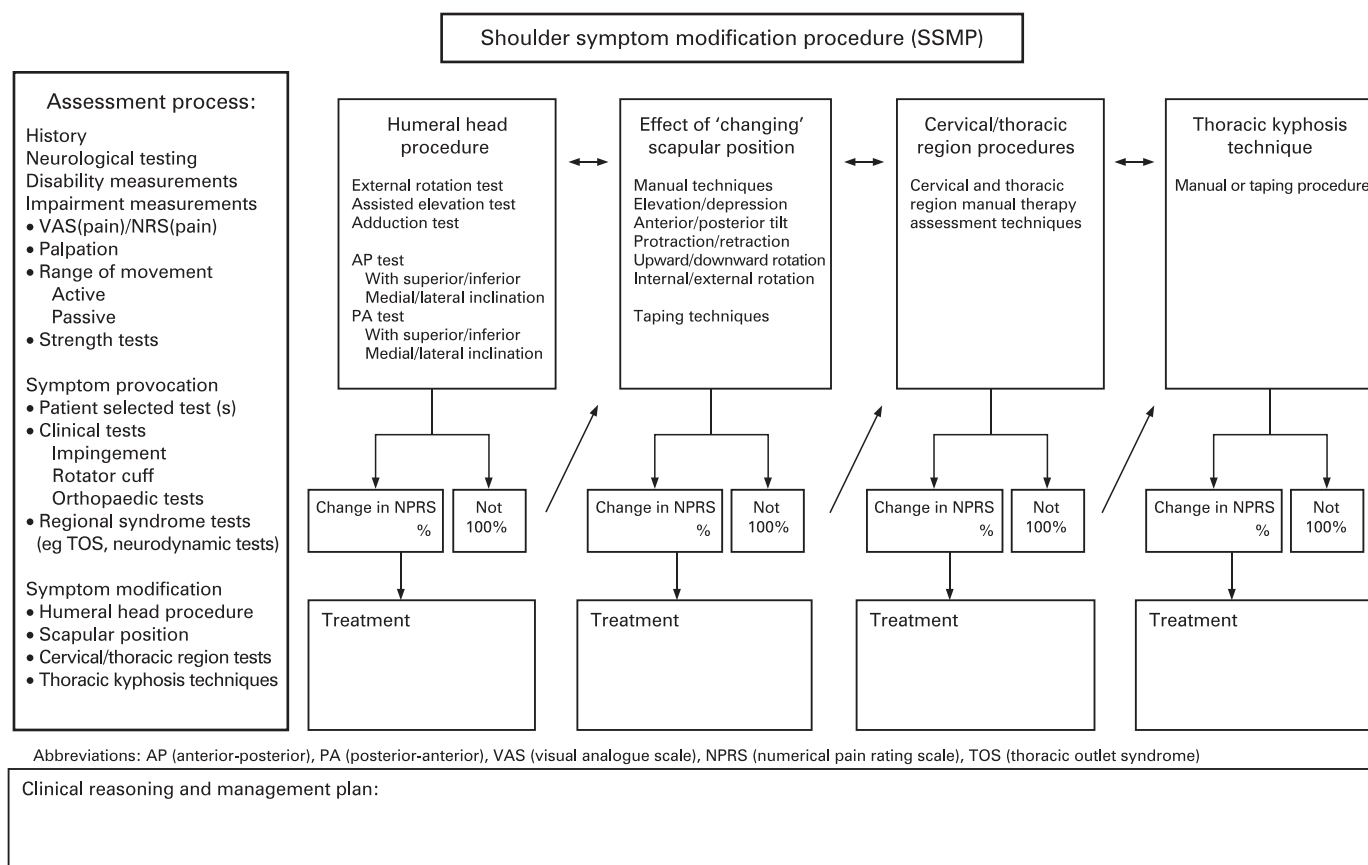 Shoulder symptom modification procedure (SSMP)
Assessment process:
History
Neurological testing
Disability measurements
Impairment measurements
• VAS(pain)/NRS(pain)
• Palpation
• Range of movement
Active
Passive
• Strength tests
Symptom provocation
• Patient selected test (s)
• Clinical tests
Impingement
Rotator cuff
Orthopaedic tests
• Regional syndrome tests
(eg TOS, neurodynamic tests)
Symptom modification
• Humeral head procedure
• Scapular position
• Cervical/thoracic region tests
• Thoracic kyphosis techniques
Humeral head
procedure
External rotation test
Assisted elevation test
Adduction test
AP test
With superior/inferior
Medial/lateral inclination
PA test
With superior/inferior
Medial/lateral inclination
Change in NPRS
%
Not
100%
Treatment
Effect of ‘changing’
scapular position
Manual techniques
Elevation/depression
Anterior/posterior tilt
Protraction/retraction
Upward/downward rotation
Internal/external rotation
Taping techniques
Change in NPRS
%
Not
100%
Treatment
Cervical/thoracic
region procedures
Cervical and thoracic
region manual therapy
assessment techniques
Change in NPRS
%
Not
100%
Treatment
Thoracic kyphosis
technique
Manual or taping procedure
Change in NPRS
%
Not
100%
Treatment
Abbreviations: AP (anterior-posterior), PA (posterior-anterior), VAS (visual analogue scale), NPRS (numerical pain rating scale), TOS (thoracic outlet syndrome)
Clinical reasoning and management plan: